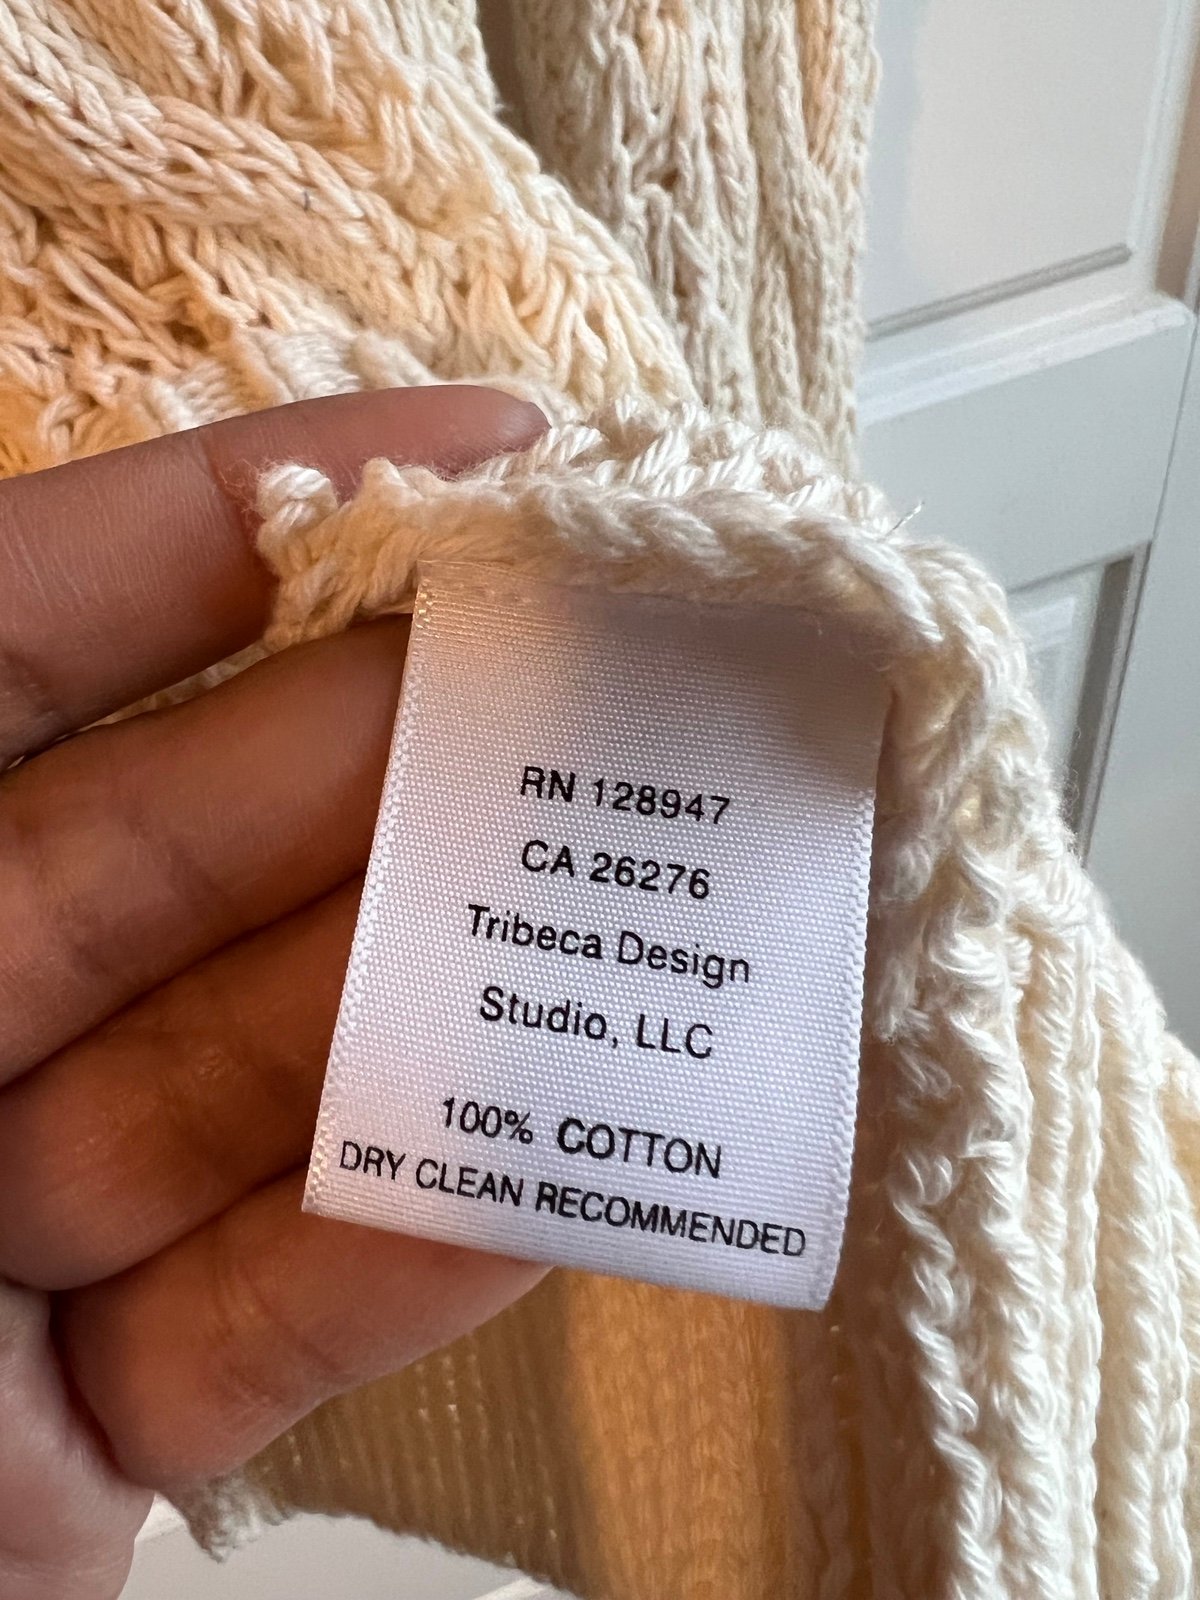 RN 128947
CA 26276
Tribeca Design
Studio, LLC
100% COTTON
DRY CLEAN RECOMMENDED